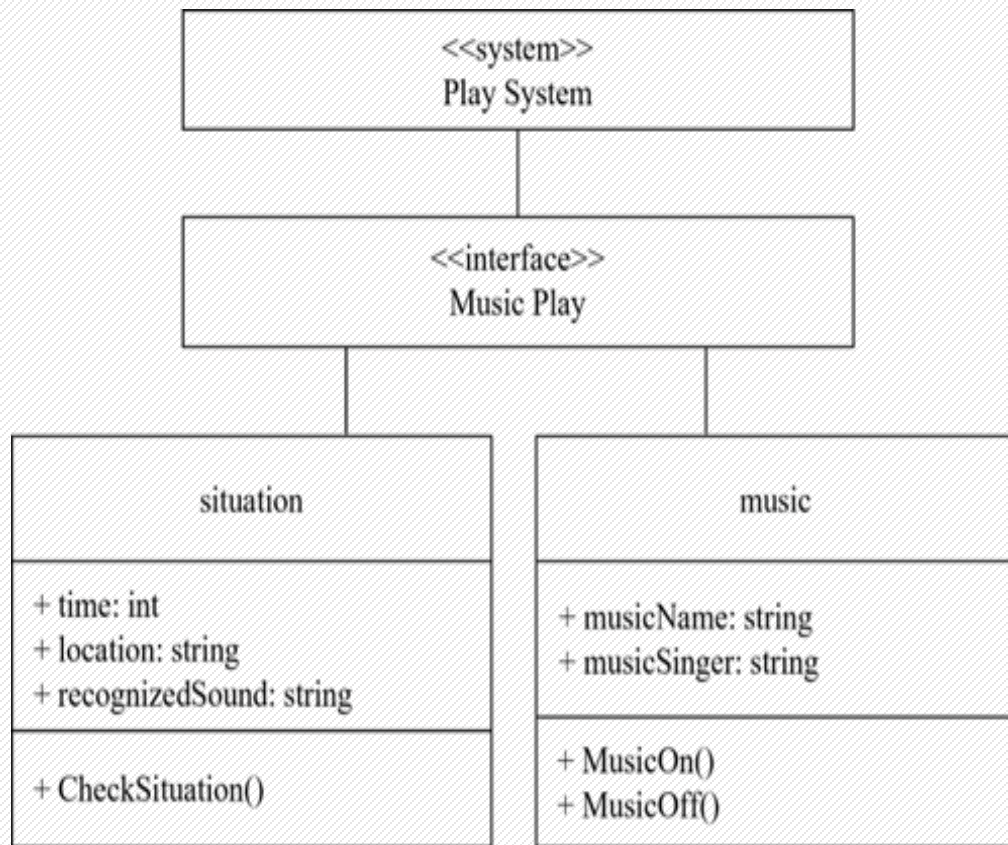 <<system>>
Play System
<<interface>>
Music Play
situation
+ time: int
+ location: string
+ recognizedSound: string
+ CheckSituation()
music
+ musicName: string
+ musicSinger: string
+ MusicOn()
+ MusicOff()